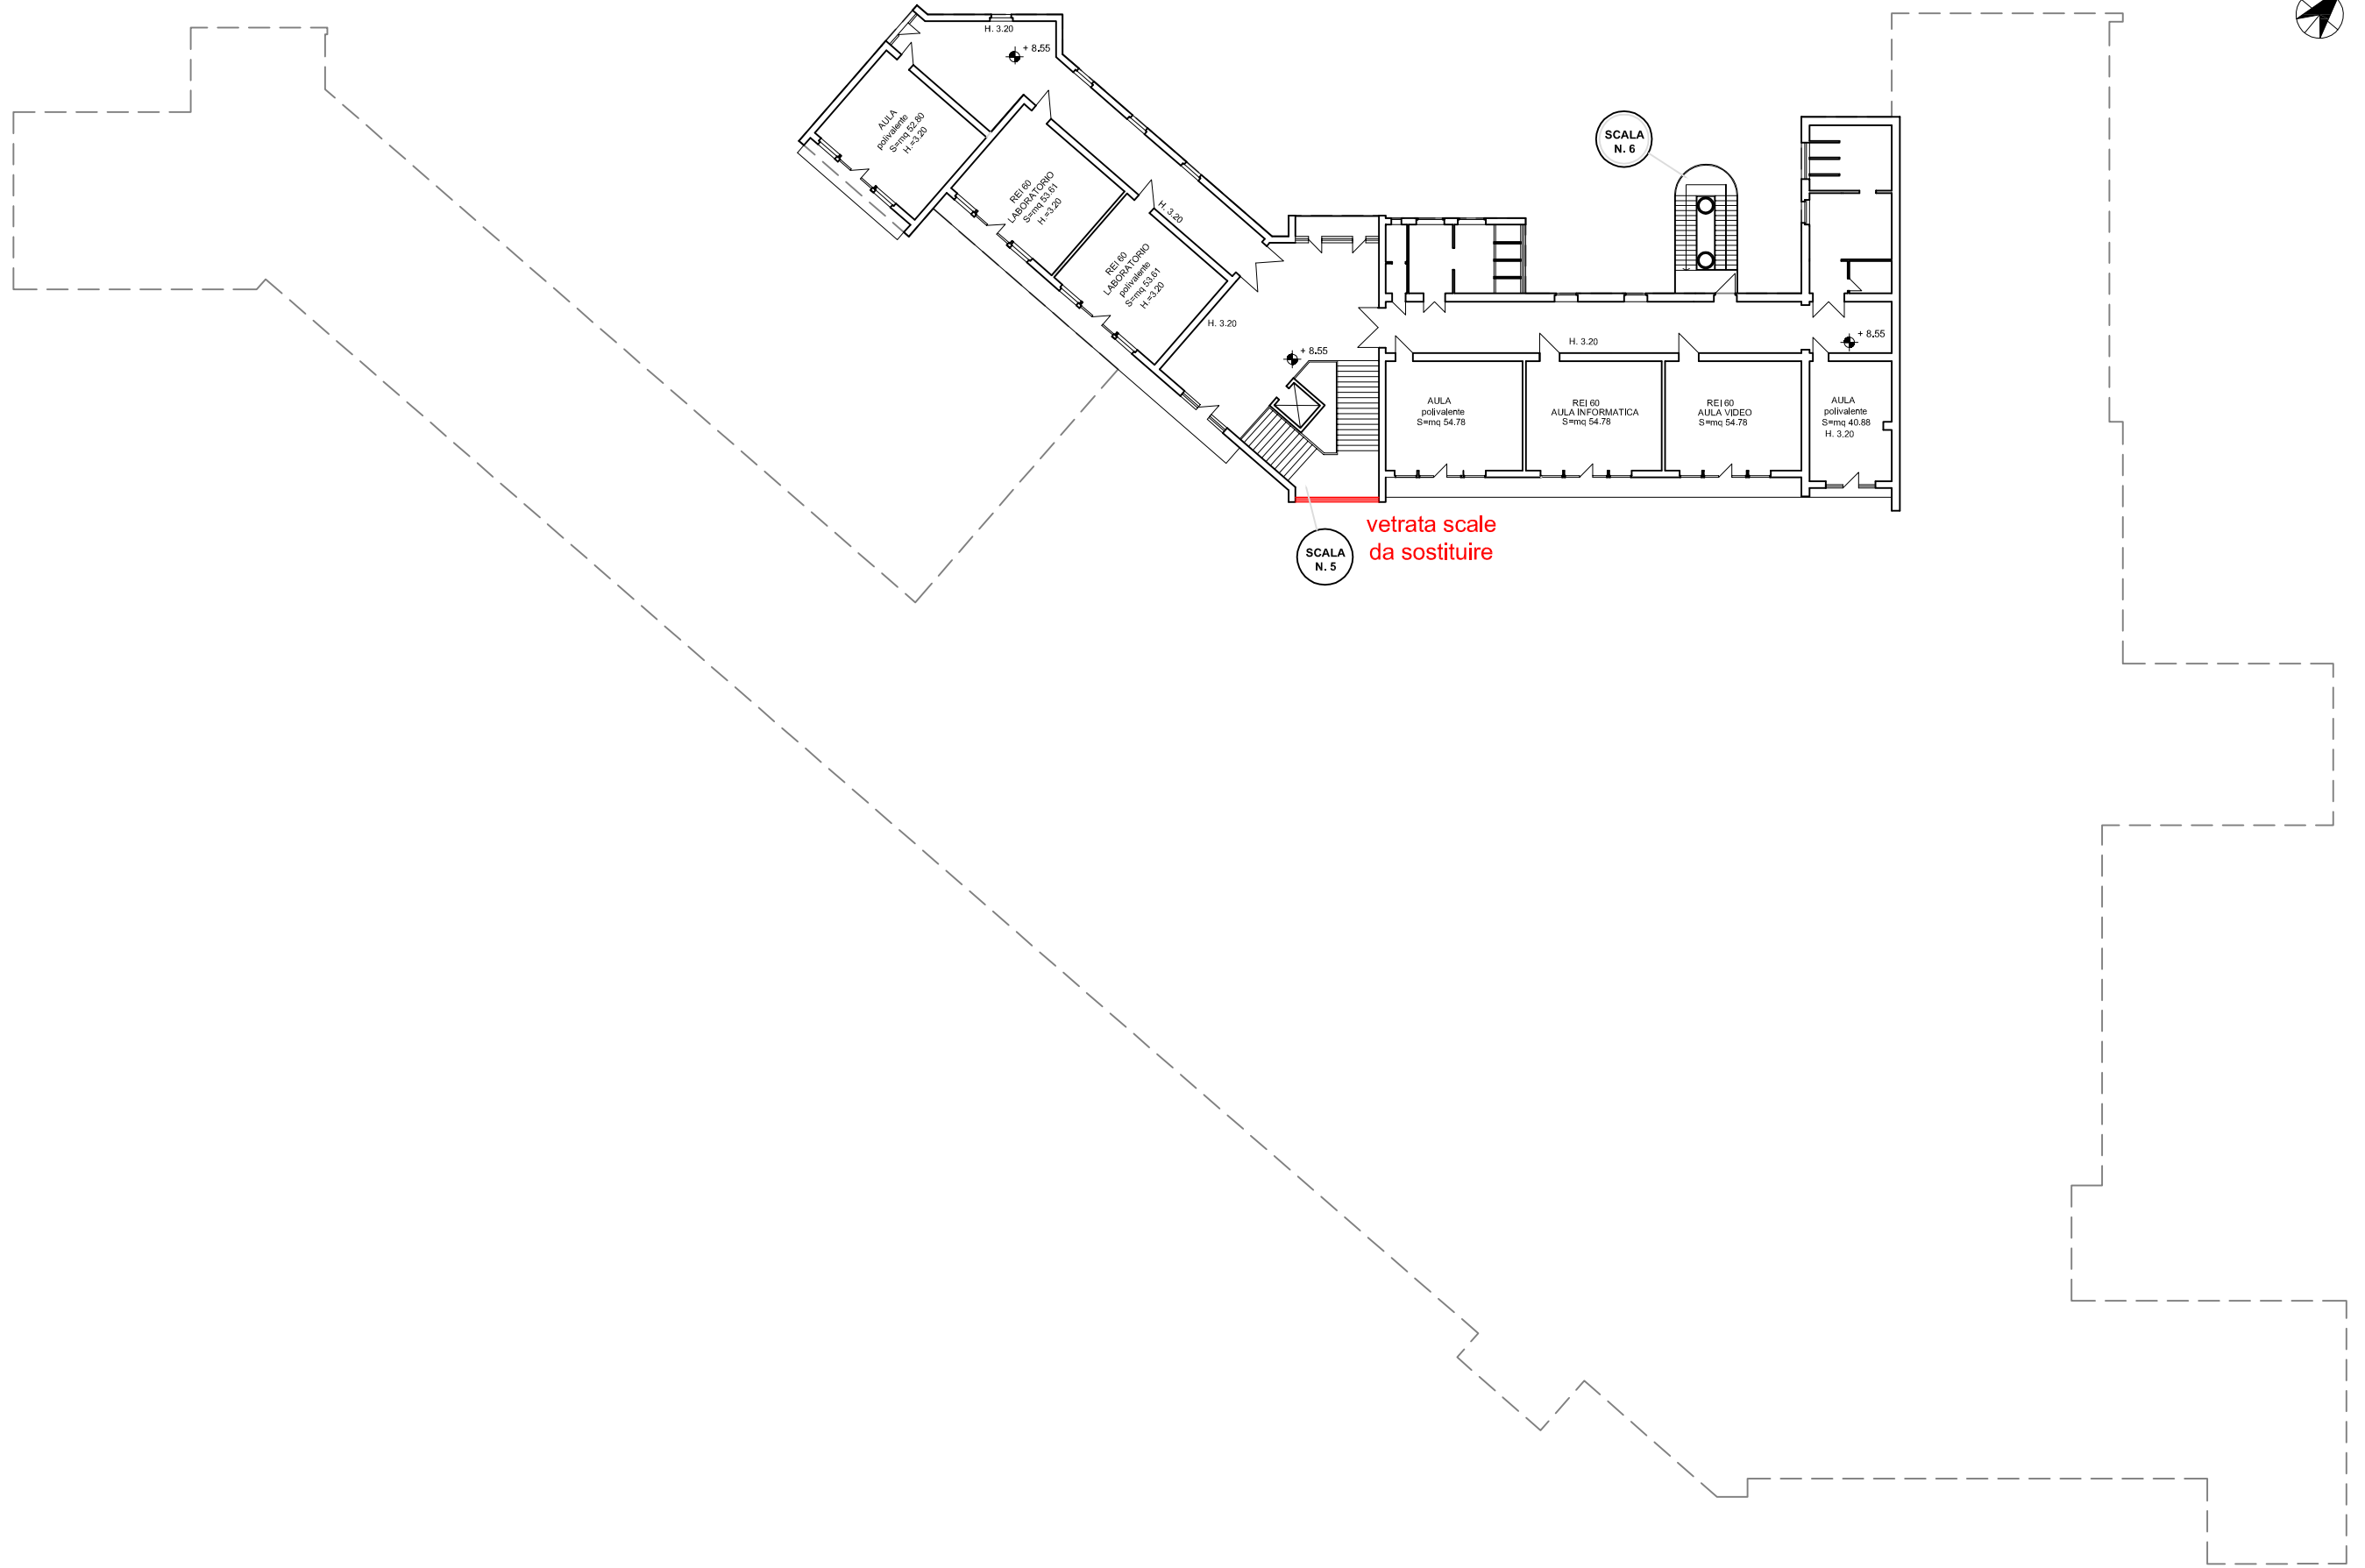 H. 3.20
+ 8.55
AULA
polivalente
S=mq 52.80
H.=3.20
REI 60
LABORATORIO
S=mq 53.61
H.=3.20
H. 3.20
REI 60
LABORATORIO
polivalente
S=mq 53.61
H.=3.20
H. 3.20
+ 8.55
SCALA
N. 6
H. 3.20
+ 8.55
AULA
polivalente
S=mq 54.78
REI 60
AULA INFORMATICA
S=mq 54.78
REI 60
AULA VIDEO
S=mq 54.78
AULA
polivalente
S=mq 40.88
H. 3.20
vetrata scale
da sostituire
SCALA
N. 5